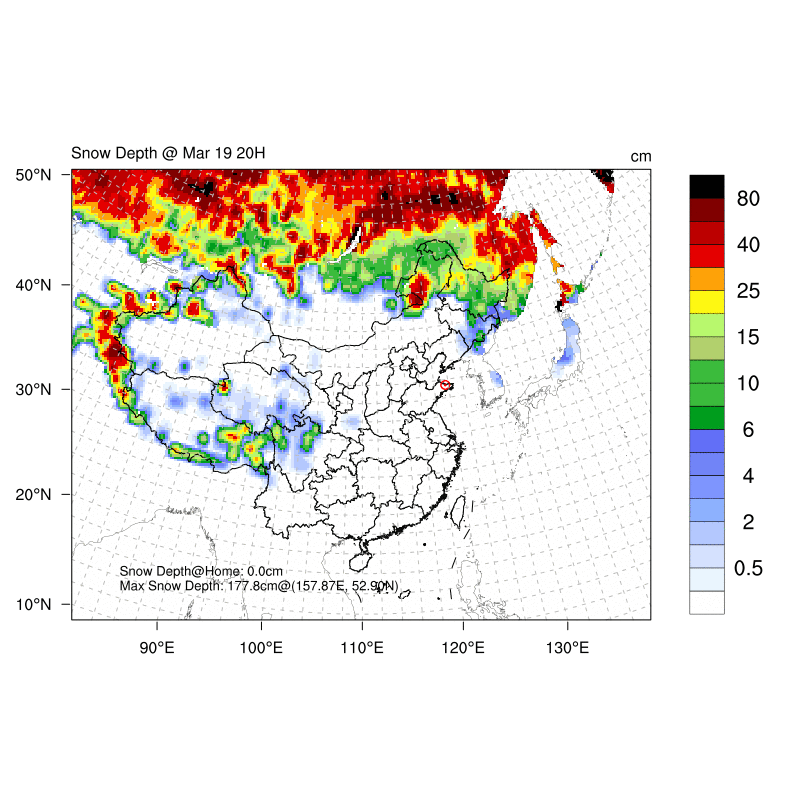 Snow Depth @ Mar 19 20H
cm
50°N
40°N
30°N
20°N
10°N
80
40
25
15
10
6
4
2
0.5
Snow Depth@Home: 0.0cm
Max Snow Depth: 177.8cm@(157.87E, 52.90N)
90°E
100°E
110°E
120°E
130°E